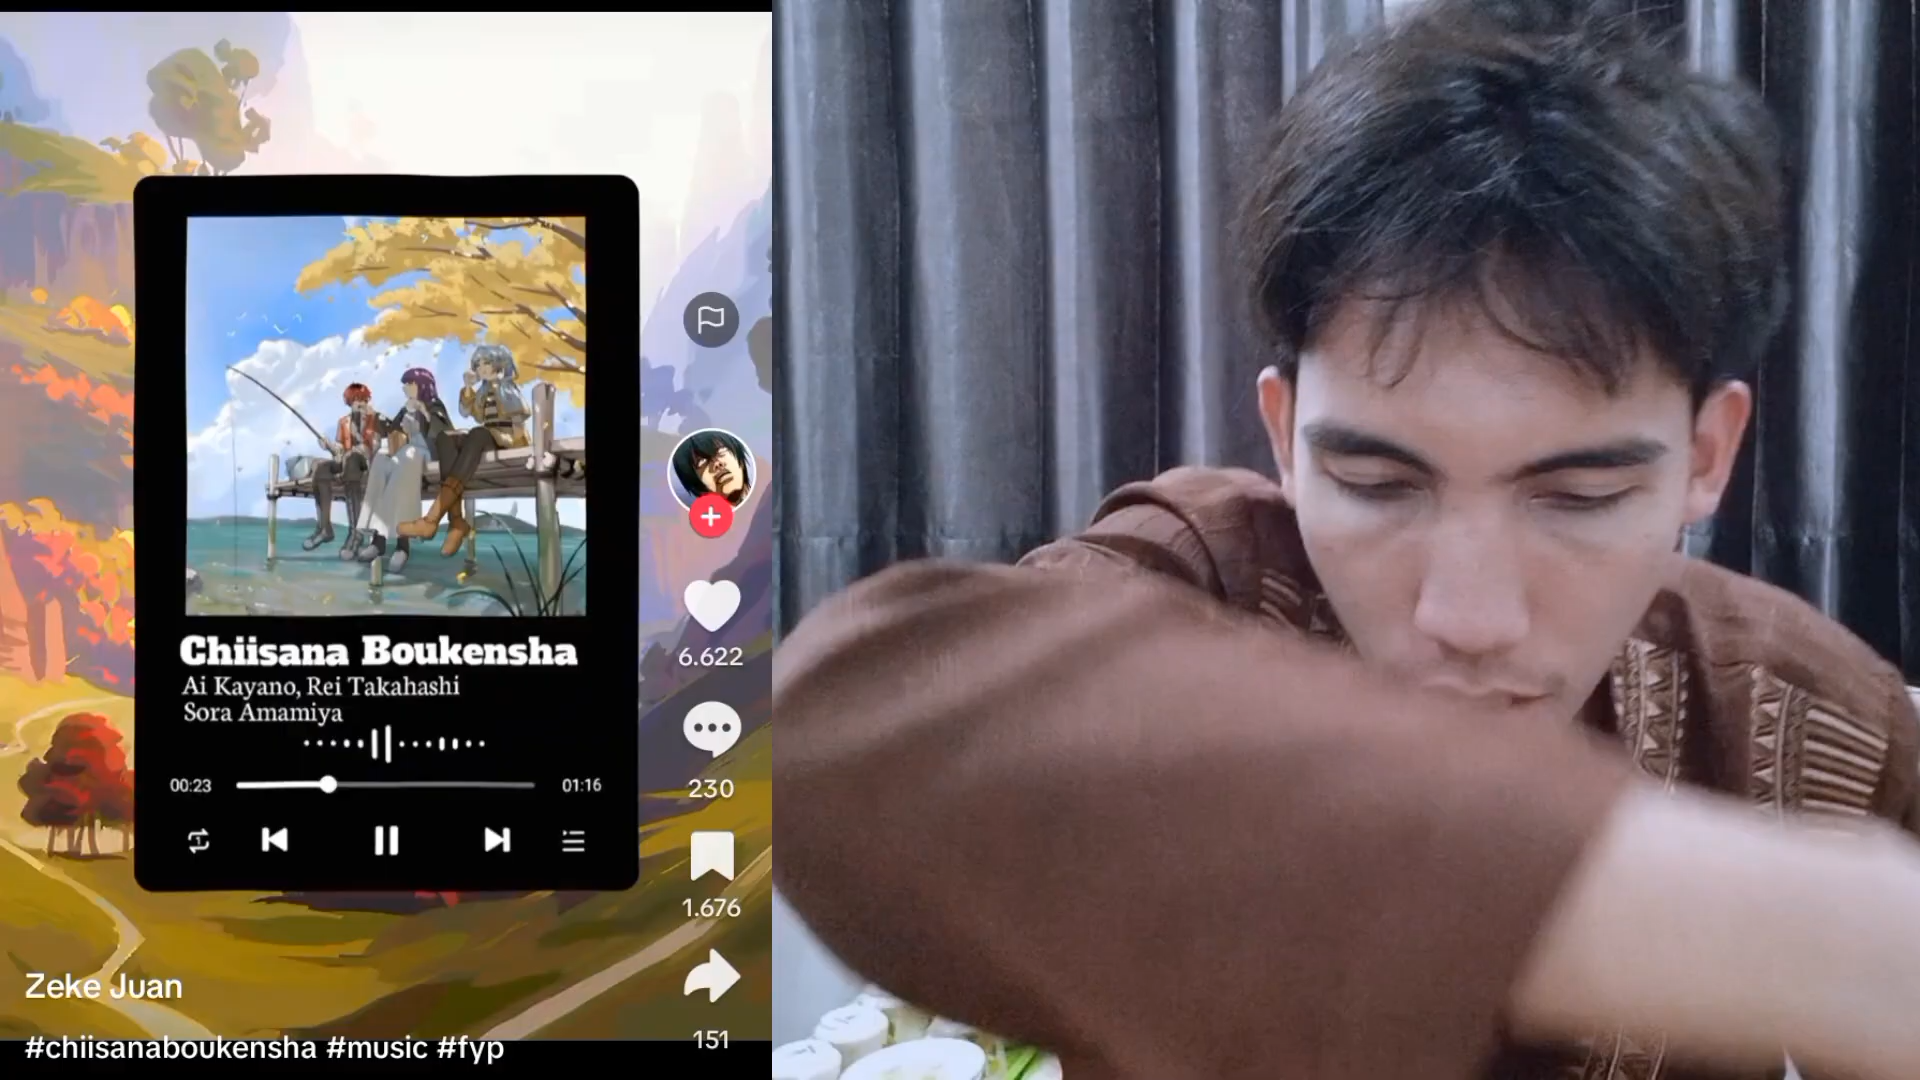 Chiisana Boukensha
Ai Kayano, Rei Takahashi
Sora Amamiya
00:23
01:16
6.622
230
1.676
151
Zeke Juan
#chiisanaboukensha #music #fyp